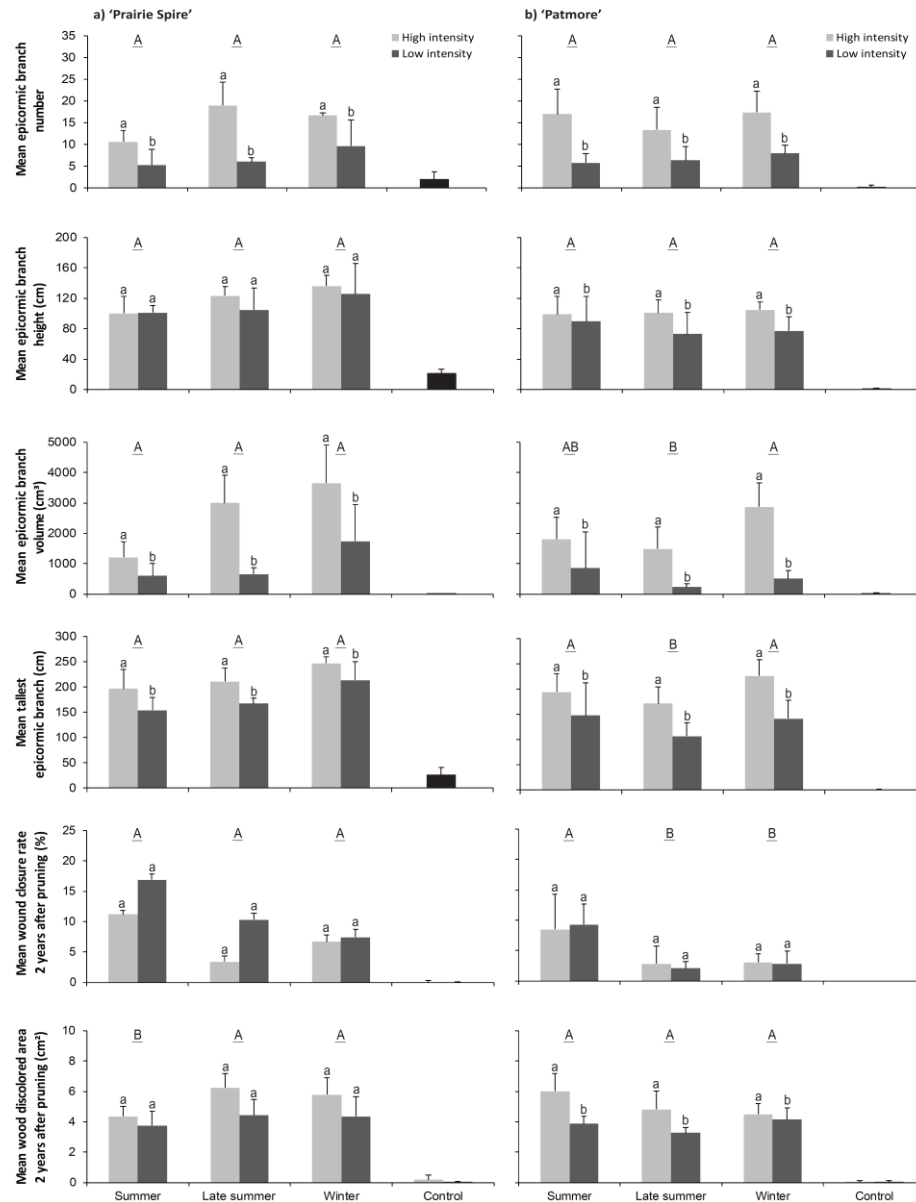 a) 'Prairie Spire'
A A A
High intensity
Low intensity
Mean epicormic branch
number
35
30
25
20
15
10
5
0
a b a b a b
b) 'Patmore'
A A A
High intensity
Low intensity
a b a b a b
Mean epicormic branch
height (cm)
200
160
120
80
40
0
A A A
a a a a a a
A A A
a b a b a b
Mean epicormic branch
volume (cm³)
5000
4000
3000
2000
1000
0
A A A
a b a b a b
AB B A
a b a b a b
Mean tallest
epicormic branch (cm)
300
250
200
150
100
50
0
A A A
a b a b a b
A B A
a b a b a b
Mean wound closure rate
2 years after pruning (%)
25
20
15
10
5
0
A A A
a a a a a a
A B B
a a a a a a
Mean wood discolored area
2 years after pruning (cm²)
10
8
6
4
2
0
B A A
a a a a a a
A A A
a b a b a b
Summer Late summer Winter Control
Summer Late summer Winter Control